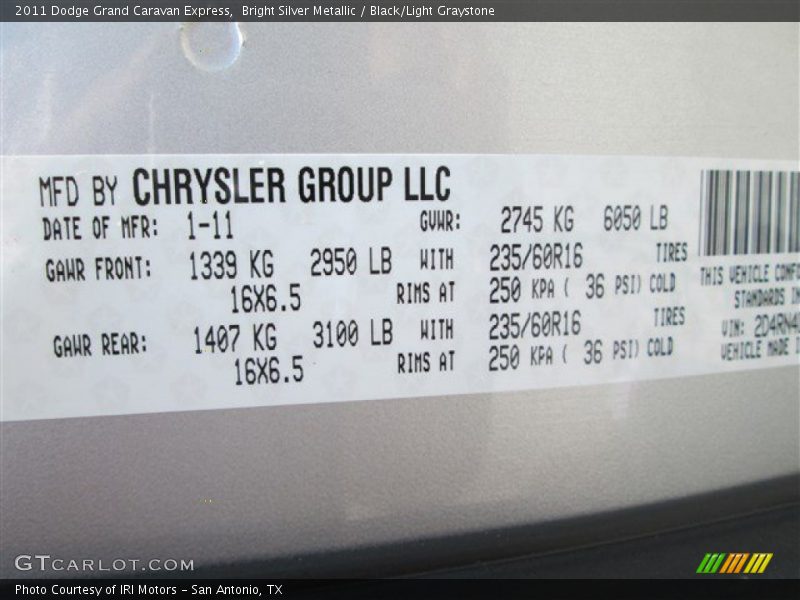 2011 Dodge Grand Caravan Express, Bright Silver Metallic / Black/Light Graystone
MFD BY CHRYSLER GROUP LLC
DATE OF MFR: 1-11 GVWR: 2745 KG 6050 LB
GAWR FRONT: 1339 KG 2950 LB WITH 235/60R16 TIRES
16X6.5 RIMS AT 250 KPA ( 36 PSI) COLD
GAWR REAR: 1407 KG 3100 LB WITH 235/60R16 TIRES
16X6.5 RIMS AT 250 KPA ( 36 PSI) COLD
THIS VEHICLE CONF
STANDARDS IN
VIN: 2D4RN4
VEHICLE MADE I
GTCARLOT.COM
Photo Courtesy of IRI Motors - San Antonio, TX